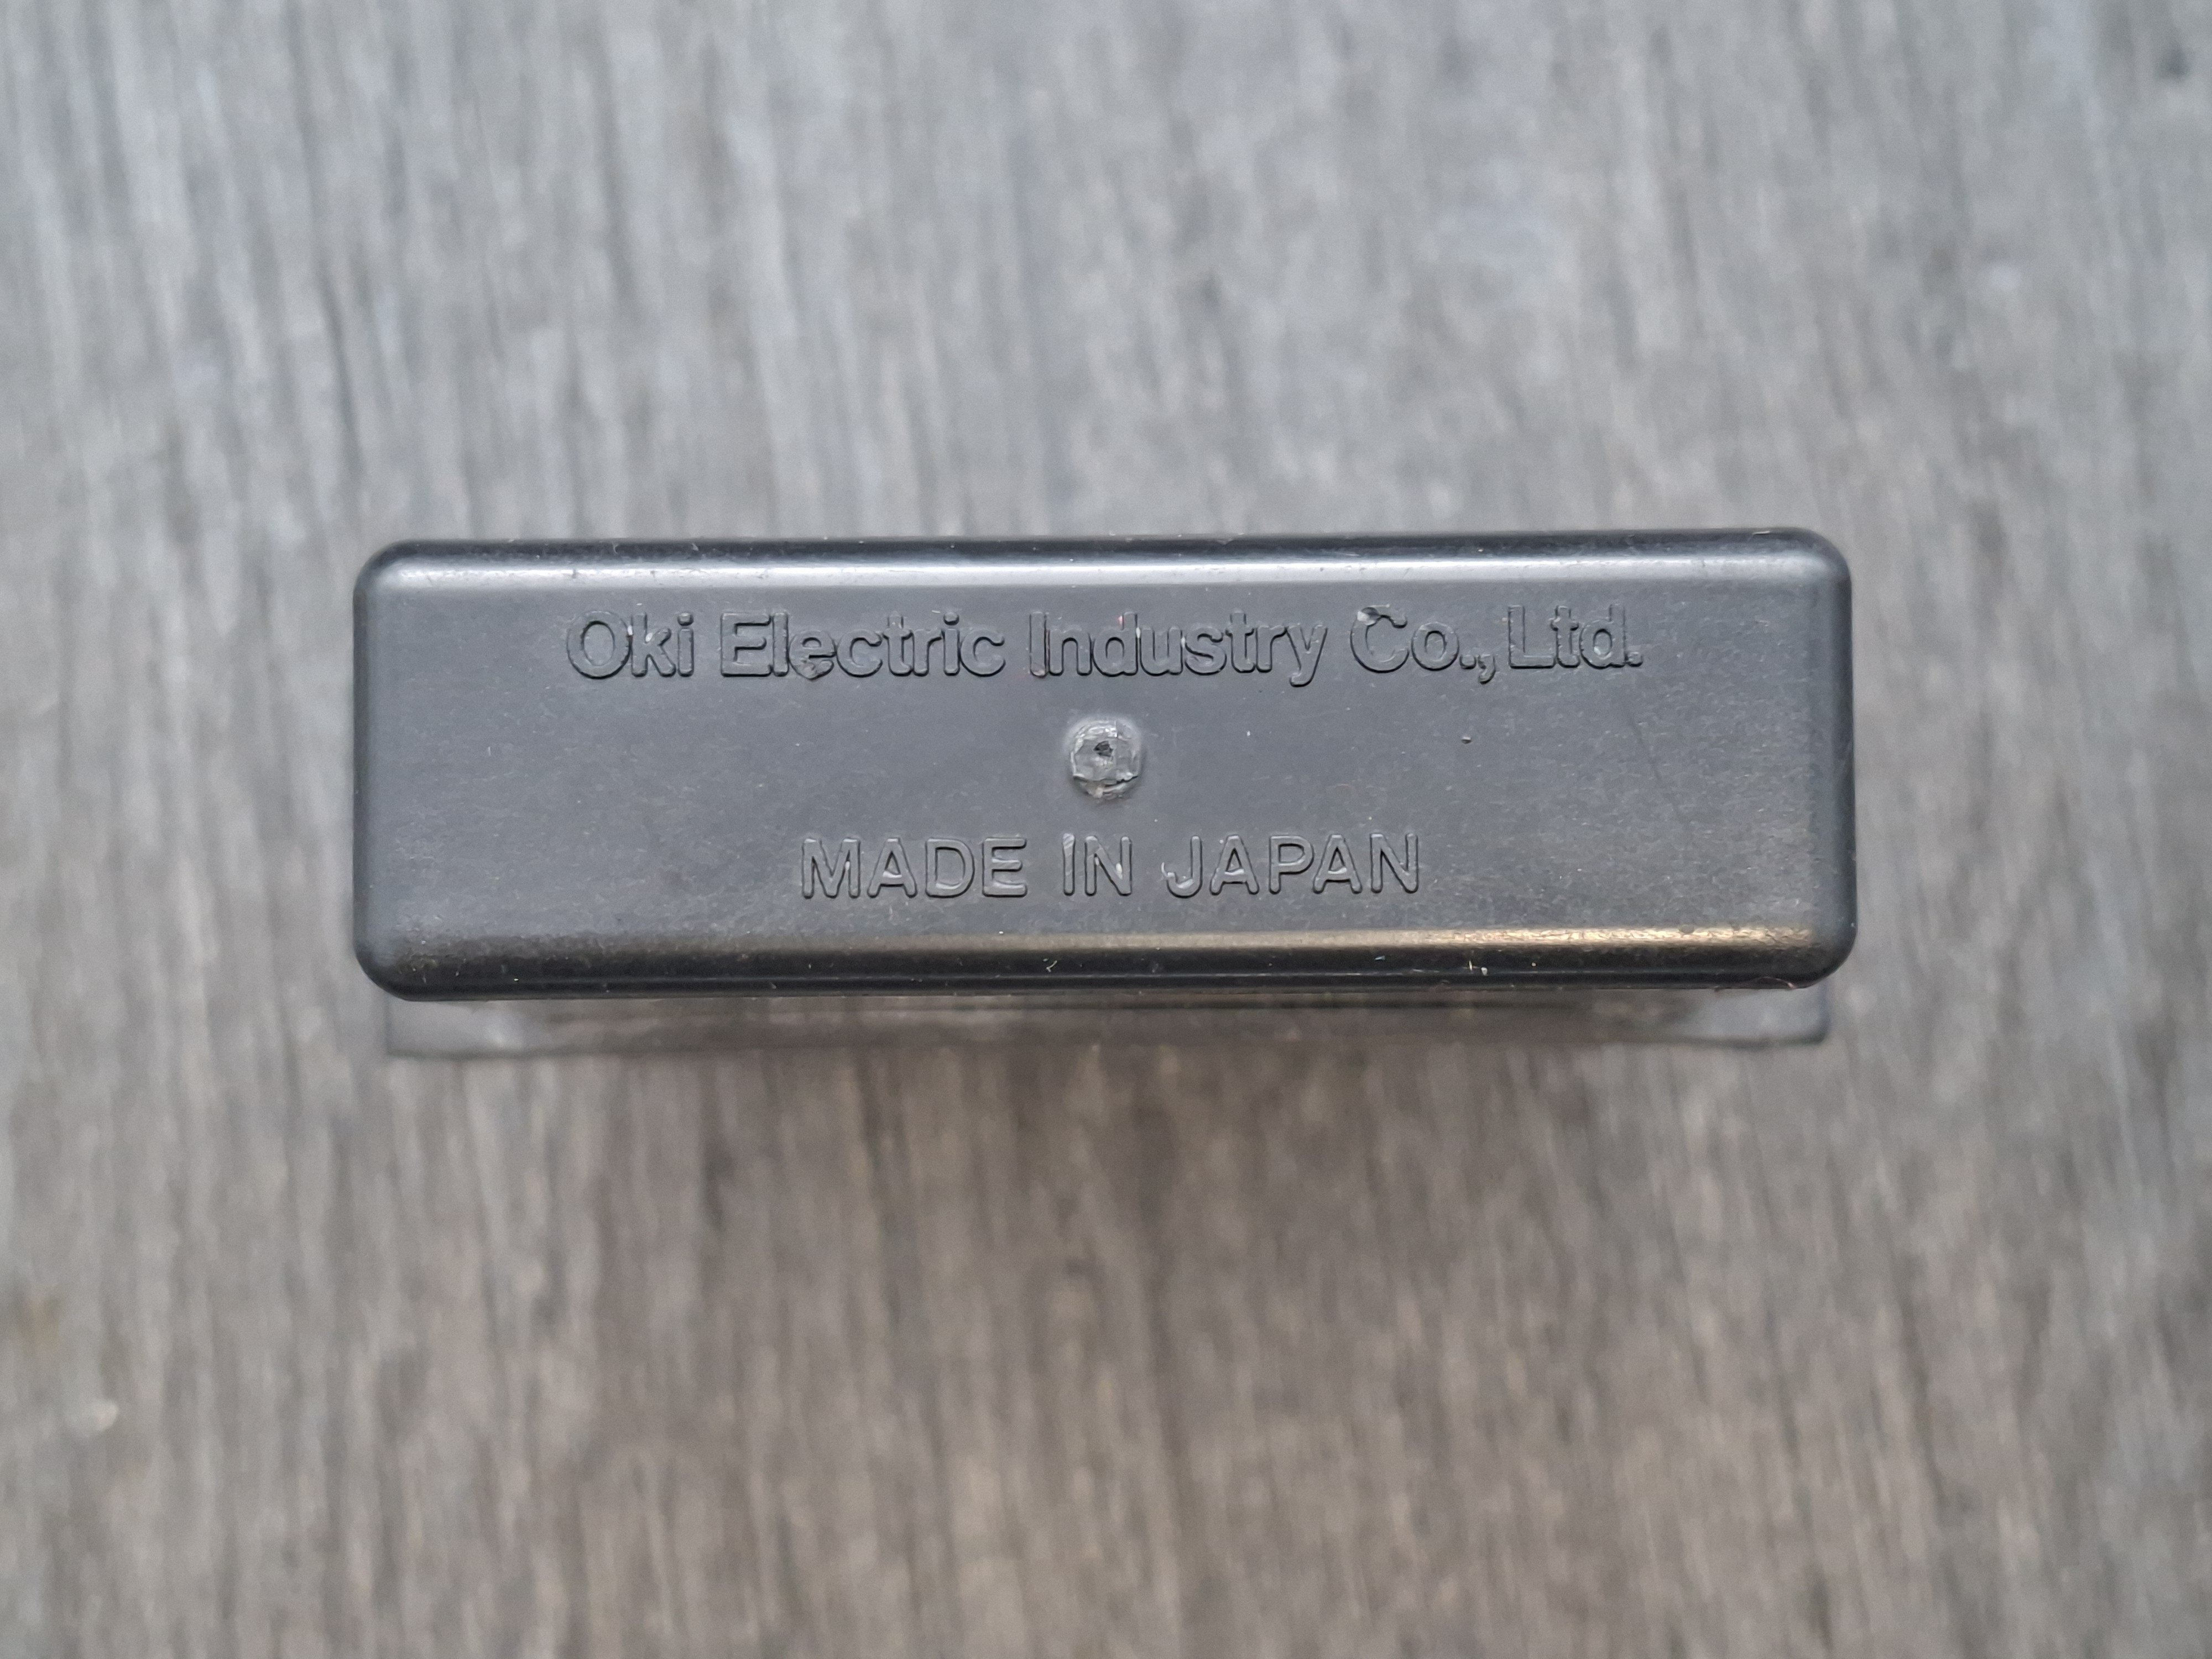 Oki Electric Industry Co., Ltd.
MADE IN JAPAN